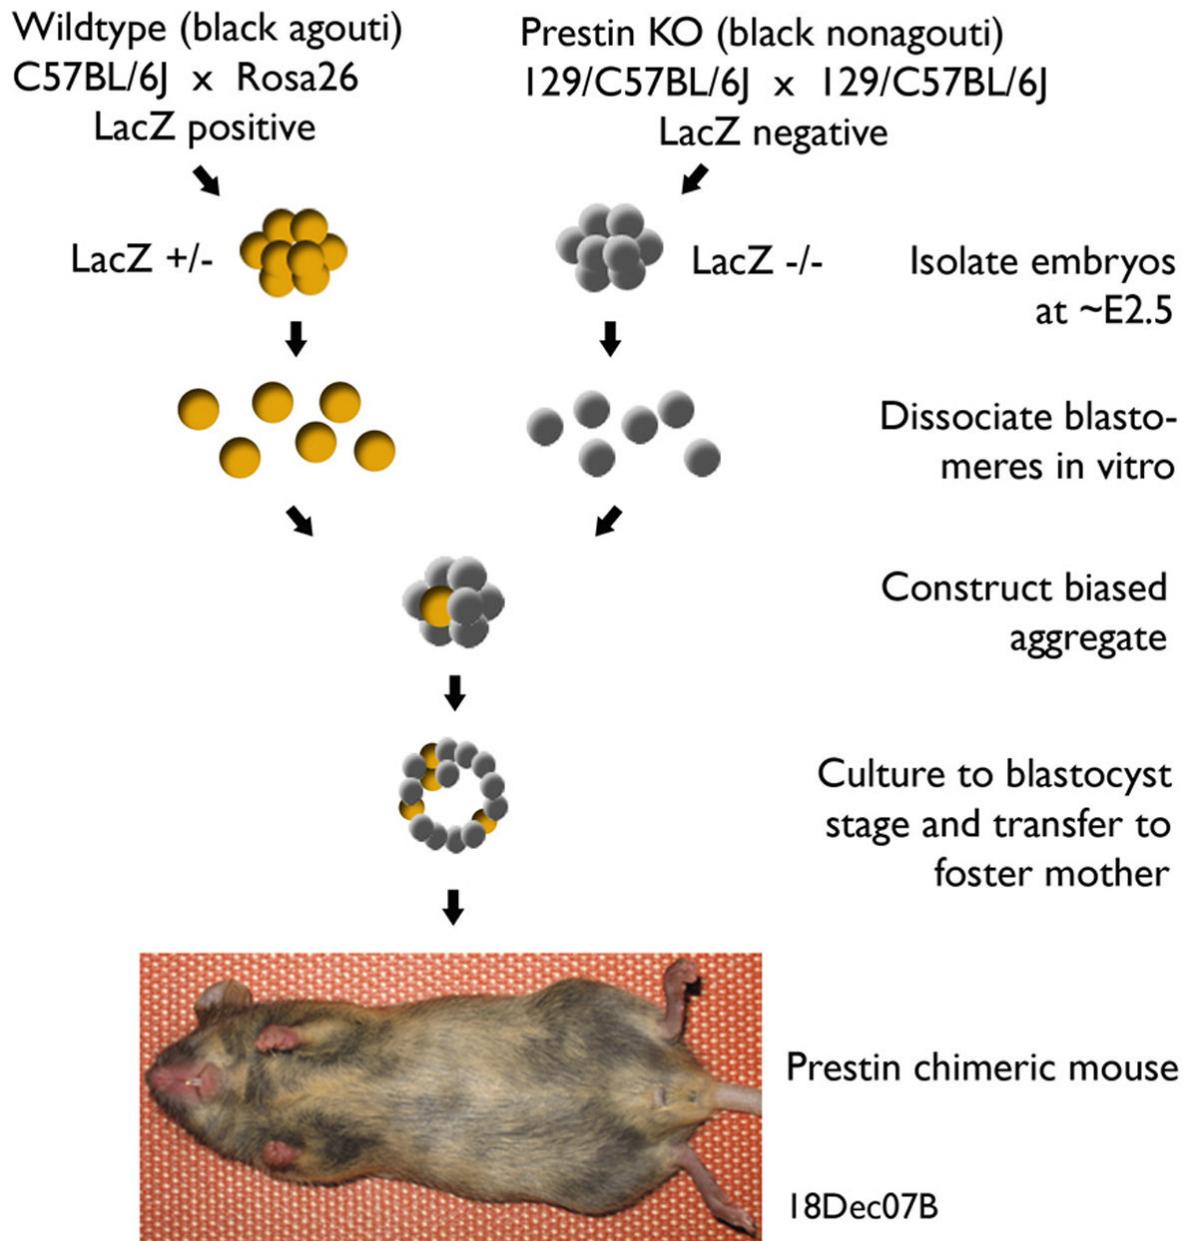 Wildtype (black agouti)
C57BL/6J x Rosa26
LacZ positive
Prestin KO (black nonagouti)
129/C57BL/6J x 129/C57BL/6J
LacZ negative
LacZ +/-
LacZ -/-
Isolate embryos
at ~E2.5
Dissociate blasto-
meres in vitro
Construct biased
aggregate
Culture to blastocyst
stage and transfer to
foster mother
Prestin chimeric mouse
18Dec07B